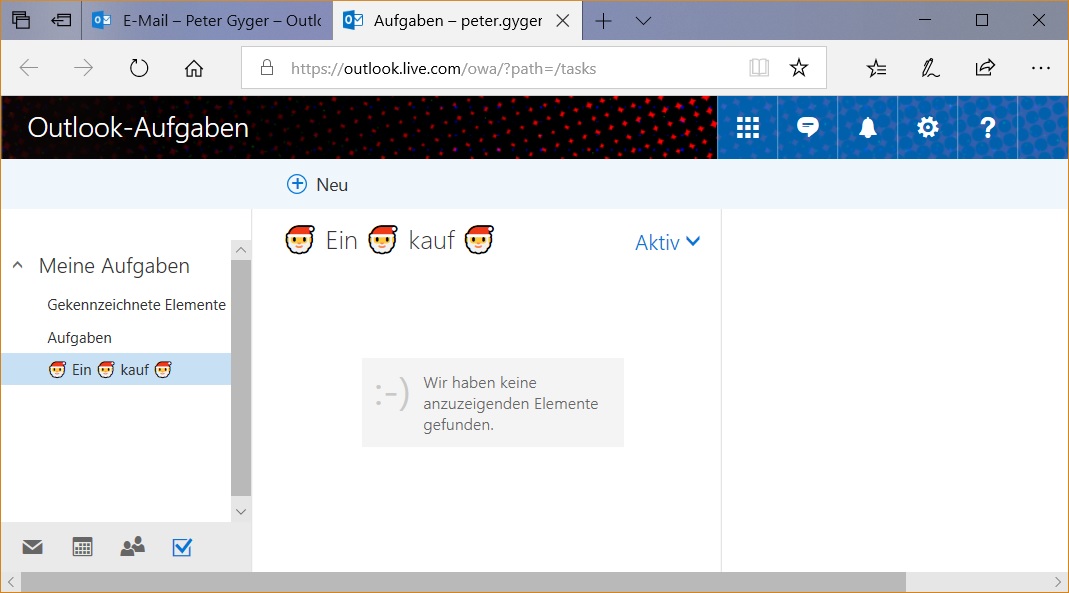 E-Mail – Peter Gyger – Outlo
Aufgaben – peter.gyger
https://outlook.live.com/owa/?path=/tasks
Outlook-Aufgaben
Neu
🎅 Ein 🎅 kauf 🎅
Aktiv
Meine Aufgaben
Gekennzeichnete Elemente
Aufgaben
🎅 Ein 🎅 kauf 🎅
:-)
Wir haben keine
anzuzeigenden Elemente
gefunden.